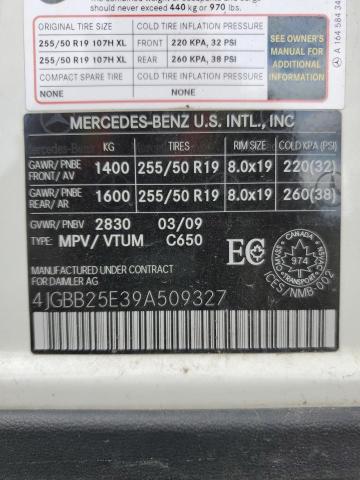 should never exceed 440 kg or 970 lbs.
ORIGINAL TIRE SIZE COLD TIRE INFLATION PRESSURE
255/50 R19 107H XL FRONT 220 KPA, 32 PSI
255/50 R19 107H XL REAR 260 KPA, 38 PSI
COMPACT SPARE TIRE COLD TIRE INFLATION PRESSURE
NONE NONE
SEE OWNER'S
MANUAL FOR
ADDITIONAL
INFORMATION
A 164 584 34
MERCEDES-BENZ U.S. INTL., INC
KG TIRES RIM SIZE COLD KPA (PSI)
GAWR/PNBE
FRONT/AV 1400 255/50 R19 8.0x19 220(32)
GAWR/PNBE
REAR/AR 1600 255/50 R19 8.0x19 260(38)
GVWR/PNBV 2830 03/09
TYPE: MPV/VTUM C650
MANUFACTURED UNDER CONTRACT
FOR DAIMLER AG
4JGBB25E39A509327
EC
CANADA
974
ICES/NMB-002